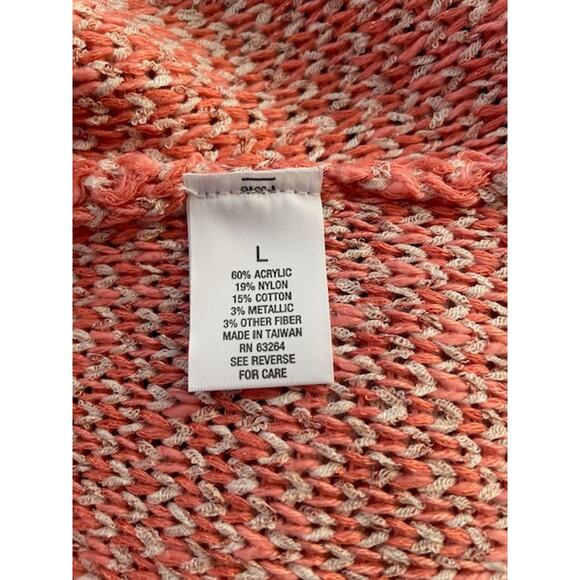 L
60% ACRYLIC
19% NYLON
15% COTTON
3% METALLIC
3% OTHER FIBER
MADE IN TAIWAN
RN 63264
SEE REVERSE
FOR CARE